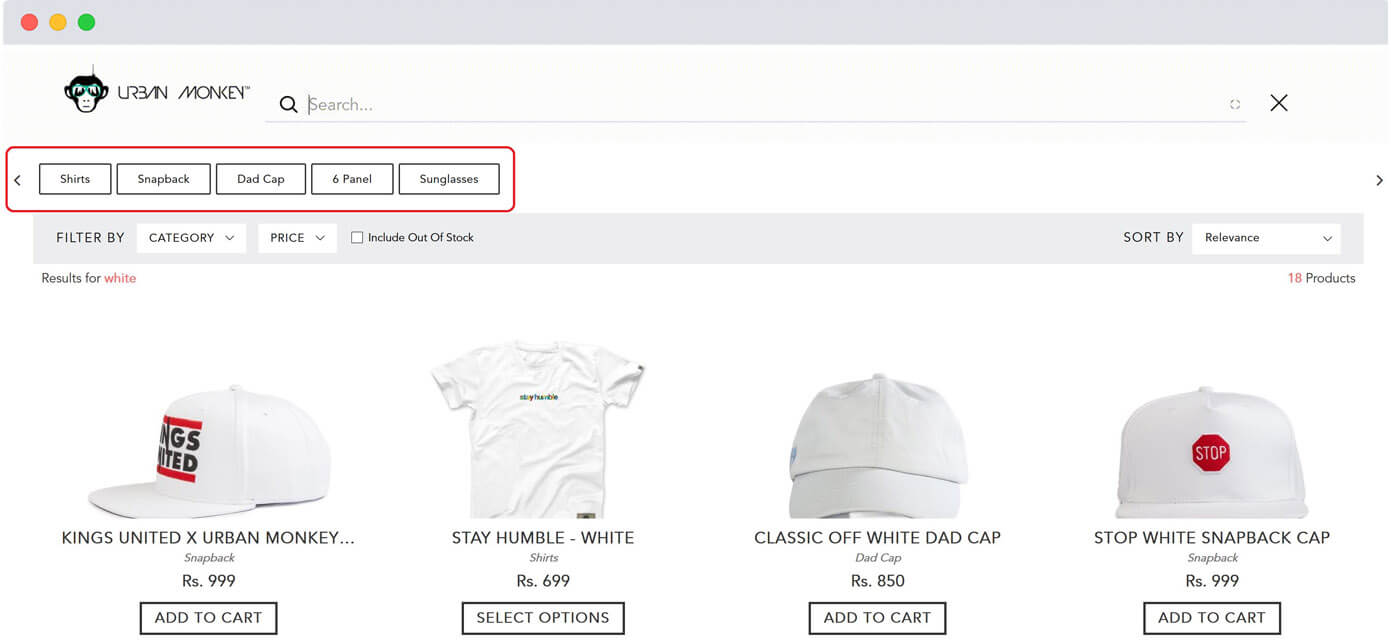 URBAN MONKEY™
Search...
Shirts Snapback Dad Cap 6 Panel Sunglasses
FILTER BY CATEGORY PRICE Include Out Of Stock SORT BY Relevance
Results for white 18 Products
stay humble
NGS
NITED
STOP
KINGS UNITED X URBAN MONKEY... STAY HUMBLE - WHITE CLASSIC OFF WHITE DAD CAP STOP WHITE SNAPBACK CAP
Snapback Shirts Dad Cap Snapback
Rs. 999 Rs. 699 Rs. 850 Rs. 999
ADD TO CART SELECT OPTIONS ADD TO CART ADD TO CART